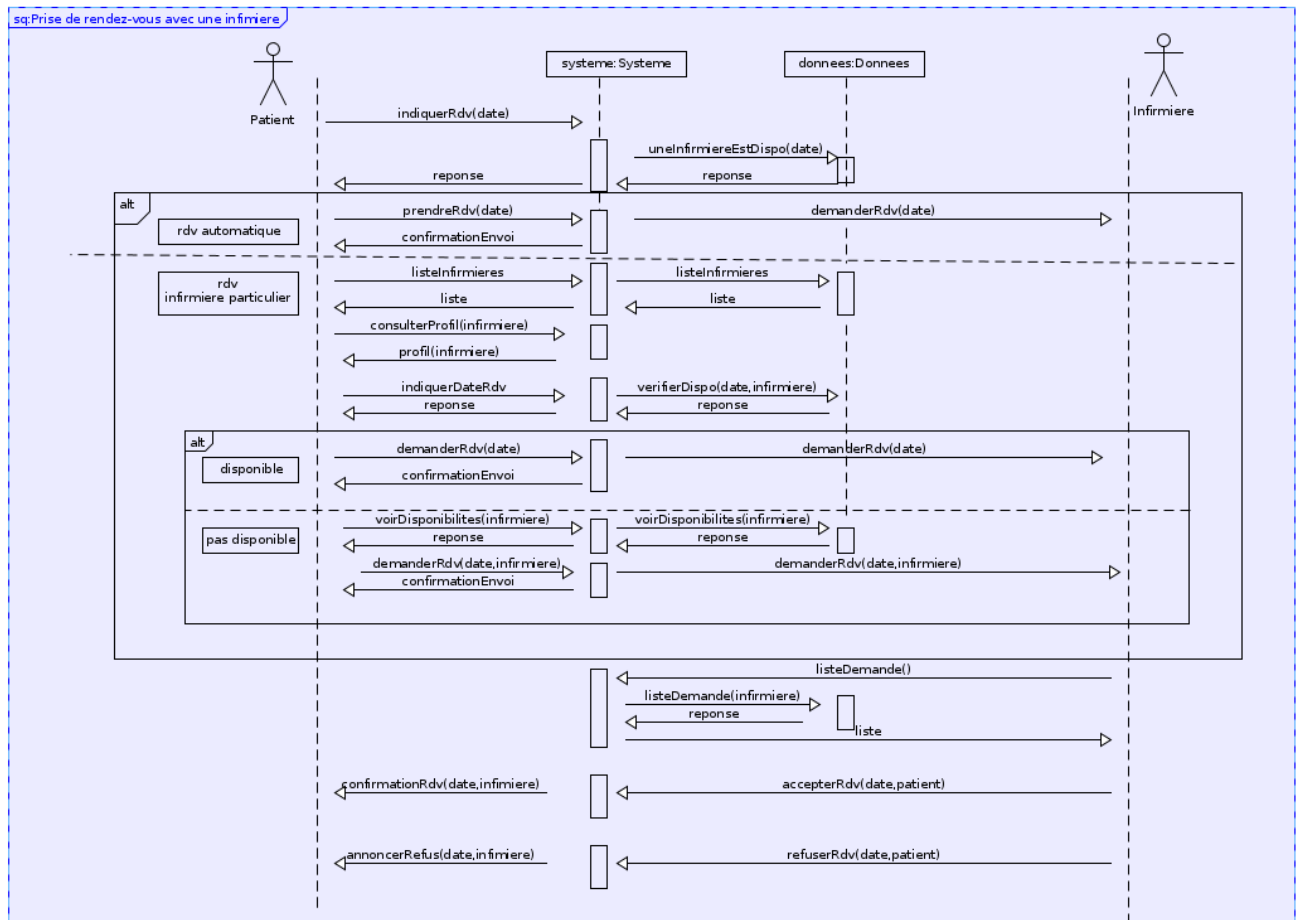 sq:Prise de rendez-vous avec une infimiere
systeme:Systeme
donnees:Donnees
Patient
Infirmiere
indiquerRdv(date)
uneInfirmiereEstDispo(date)
reponse
reponse
alt
prendreRdv(date)
demanderRdv(date)
rdv automatique
confirmationEnvoi
rdv
infirmiere particulier
listeInfirmieres
listeInfirmieres
liste
liste
consulterProfil(infirmiere)
profil(infirmiere)
indiquerDateRdv
verifierDispo(date,infirmiere)
reponse
reponse
alt
demanderRdv(date)
demanderRdv(date)
disponible
confirmationEnvoi
voirDisponibilites(infirmiere)
voirDisponibilites(infirmiere)
pas disponible
reponse
reponse
demanderRdv(date,infirmiere)
demanderRdv(date,infirmiere)
confirmationEnvoi
listeDemande()
listeDemande(infirmiere)
reponse
liste
confirmationRdv(date,infimiere)
accepterRdv(date,patient)
annoncerRefus(date,infimiere)
refuserRdv(date,patient)